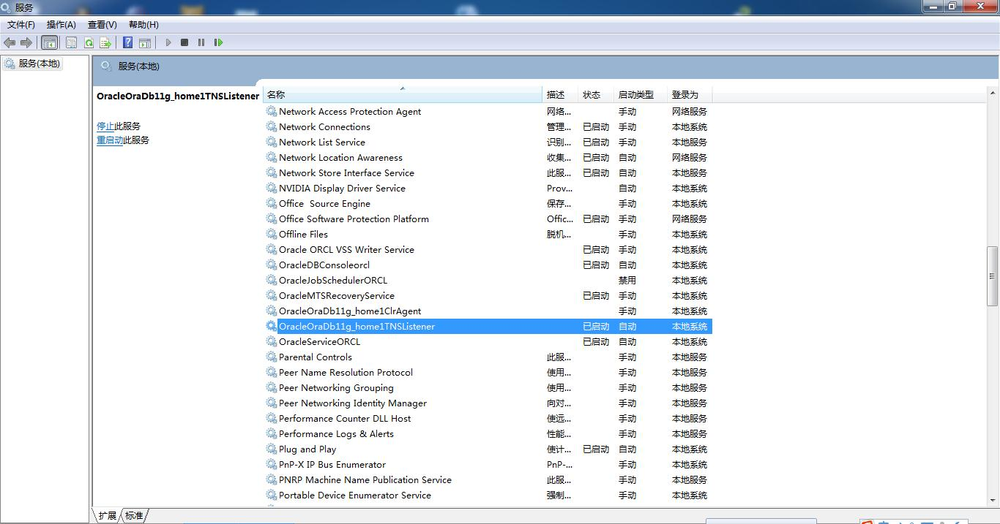 服务
文件(F) 操作(A) 查看(V) 帮助(H)
服务(本地)
服务(本地)
OracleOraDb11g_home1TNSListener
停止此服务
重启动此服务
名称 描述 状态 启动类型 登录为
Network Access Protection Agent 网络... 手动 网络服务
Network Connections 管理... 已启动 手动 本地系统
Network List Service 识别... 已启动 手动 本地服务
Network Location Awareness 收集... 已启动 自动 网络服务
Network Store Interface Service 此服... 已启动 自动 本地服务
NVIDIA Display Driver Service Prov... 自动 本地系统
Office  Source Engine 保存... 手动 本地系统
Office Software Protection Platform Offic... 已启动 手动 网络服务
Offline Files 脱机... 手动 本地系统
Oracle ORCL VSS Writer Service 已启动 手动 本地系统
OracleDBConsoleorcl 已启动 自动 本地系统
OracleJobSchedulerORCL 禁用 本地系统
OracleMTSRecoveryService 已启动 手动 本地系统
OracleOraDb11g_home1ClrAgent 手动 本地系统
OracleOraDb11g_home1TNSListener 已启动 自动 本地系统
OracleServiceORCL 已启动 自动 本地系统
Parental Controls 此服... 手动 本地服务
Peer Name Resolution Protocol 使用... 手动 本地服务
Peer Networking Grouping 使用... 手动 本地服务
Peer Networking Identity Manager 向对... 手动 本地服务
Performance Counter DLL Host 使远... 手动 本地服务
Performance Logs & Alerts 性能... 手动 本地服务
Plug and Play 使计... 已启动 自动 本地系统
PnP-X IP Bus Enumerator PnP-... 手动 本地系统
PNRP Machine Name Publication Service 此服... 手动 本地服务
Portable Device Enumerator Service 强制... 手动 本地系统
扩展 标准